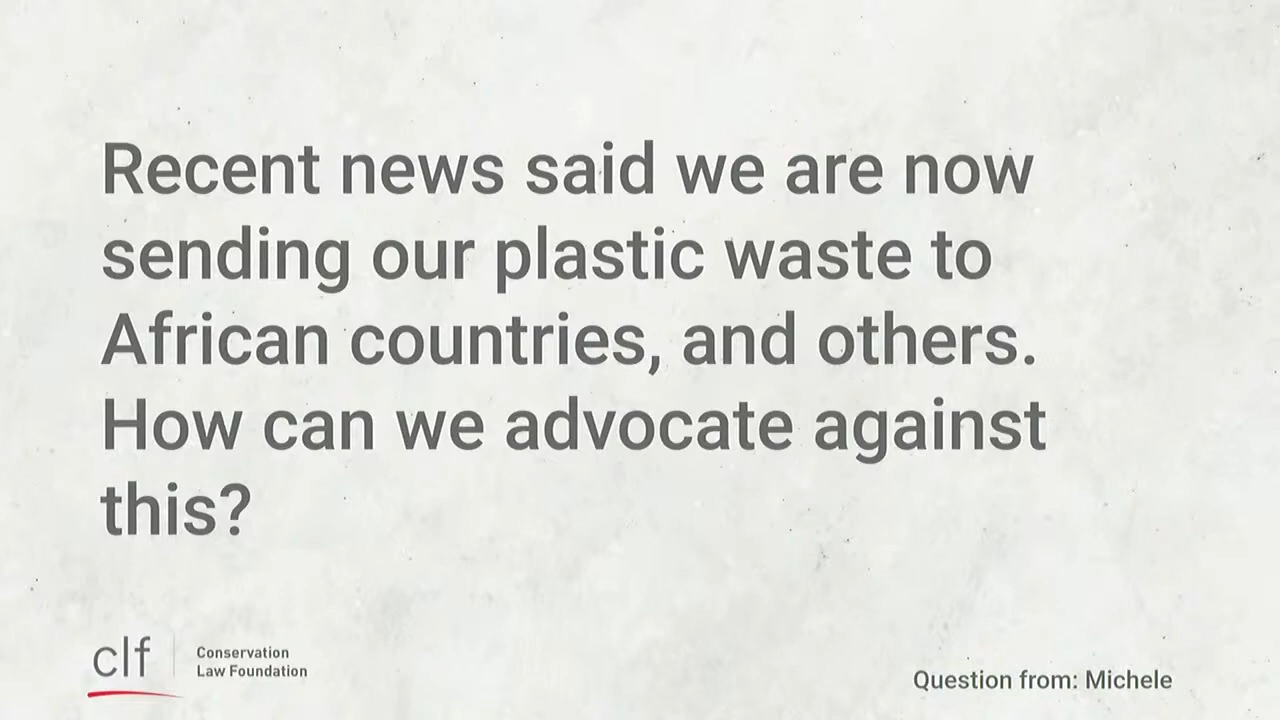 Recent news said we are now
sending our plastic waste to
African countries, and others.
How can we advocate against
this?
clf
Conservation
Law Foundation
Question from: Michele